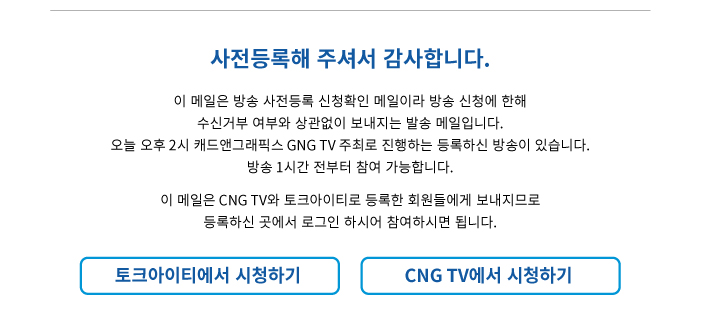 사전등록해 주셔서 감사합니다.
이 메일은 방송 사전등록 신청확인 메일이라 방송 신청에 한해
수신거부 여부와 상관없이 보내지는 발송 메일입니다.
오늘 오후 2시 캐드앤그래픽스 GNG TV 주최로 진행하는 등록하신 방송이 있습니다.
방송 1시간 전부터 참여 가능합니다.
이 메일은 CNG TV와 토크아이티로 등록한 회원들에게 보내지므로
등록하신 곳에서 로그인 하시어 참여하시면 됩니다.
토크아이티에서 시청하기
CNG TV에서 시청하기